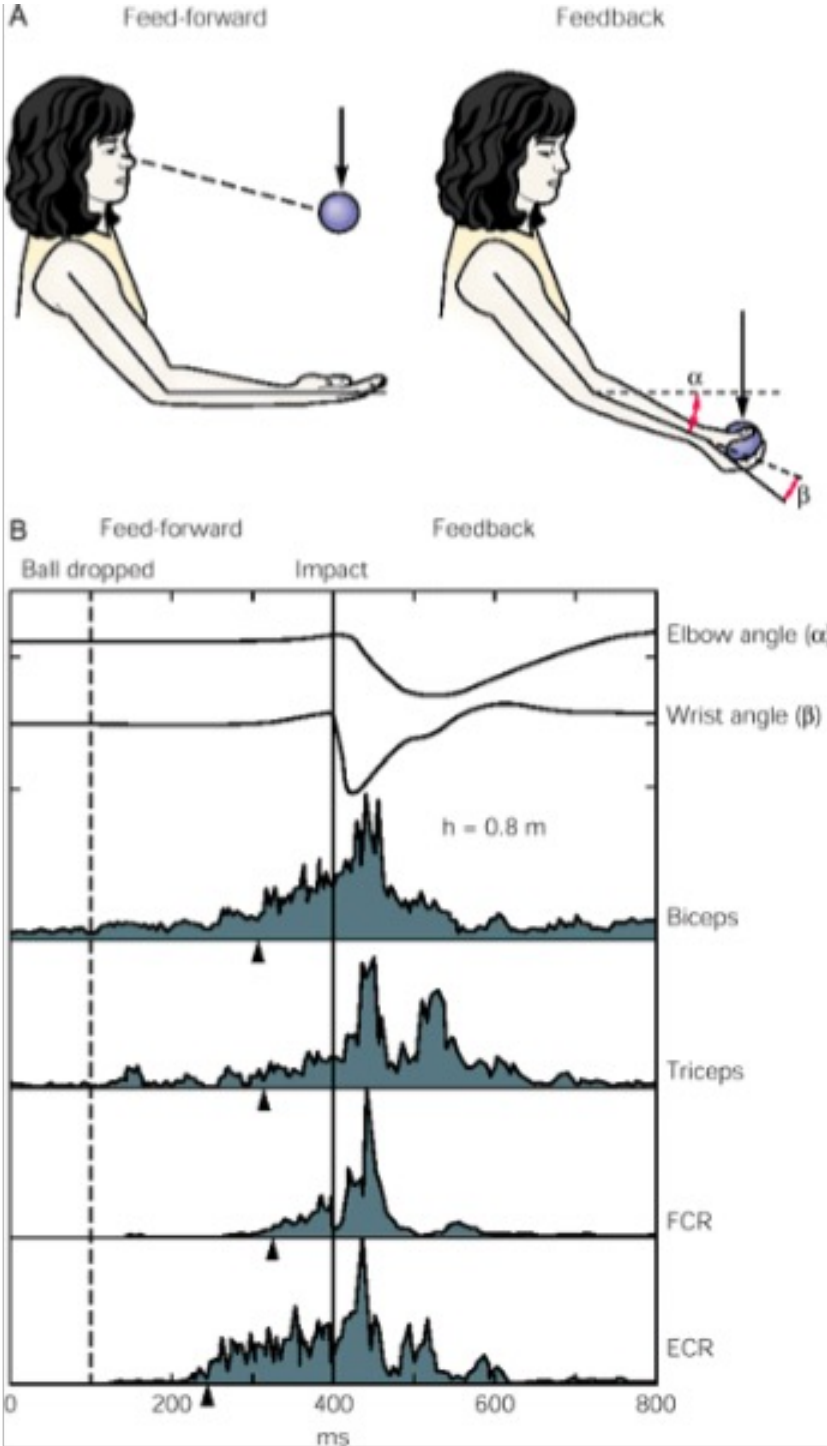 A
Feed-forward
Feedback
α
β
B
Feed-forward
Feedback
Ball dropped
Impact
Elbow angle (α)
Wrist angle (β)
h = 0.8 m
Biceps
Triceps
FCR
ECR
0 200 400 600 800
ms